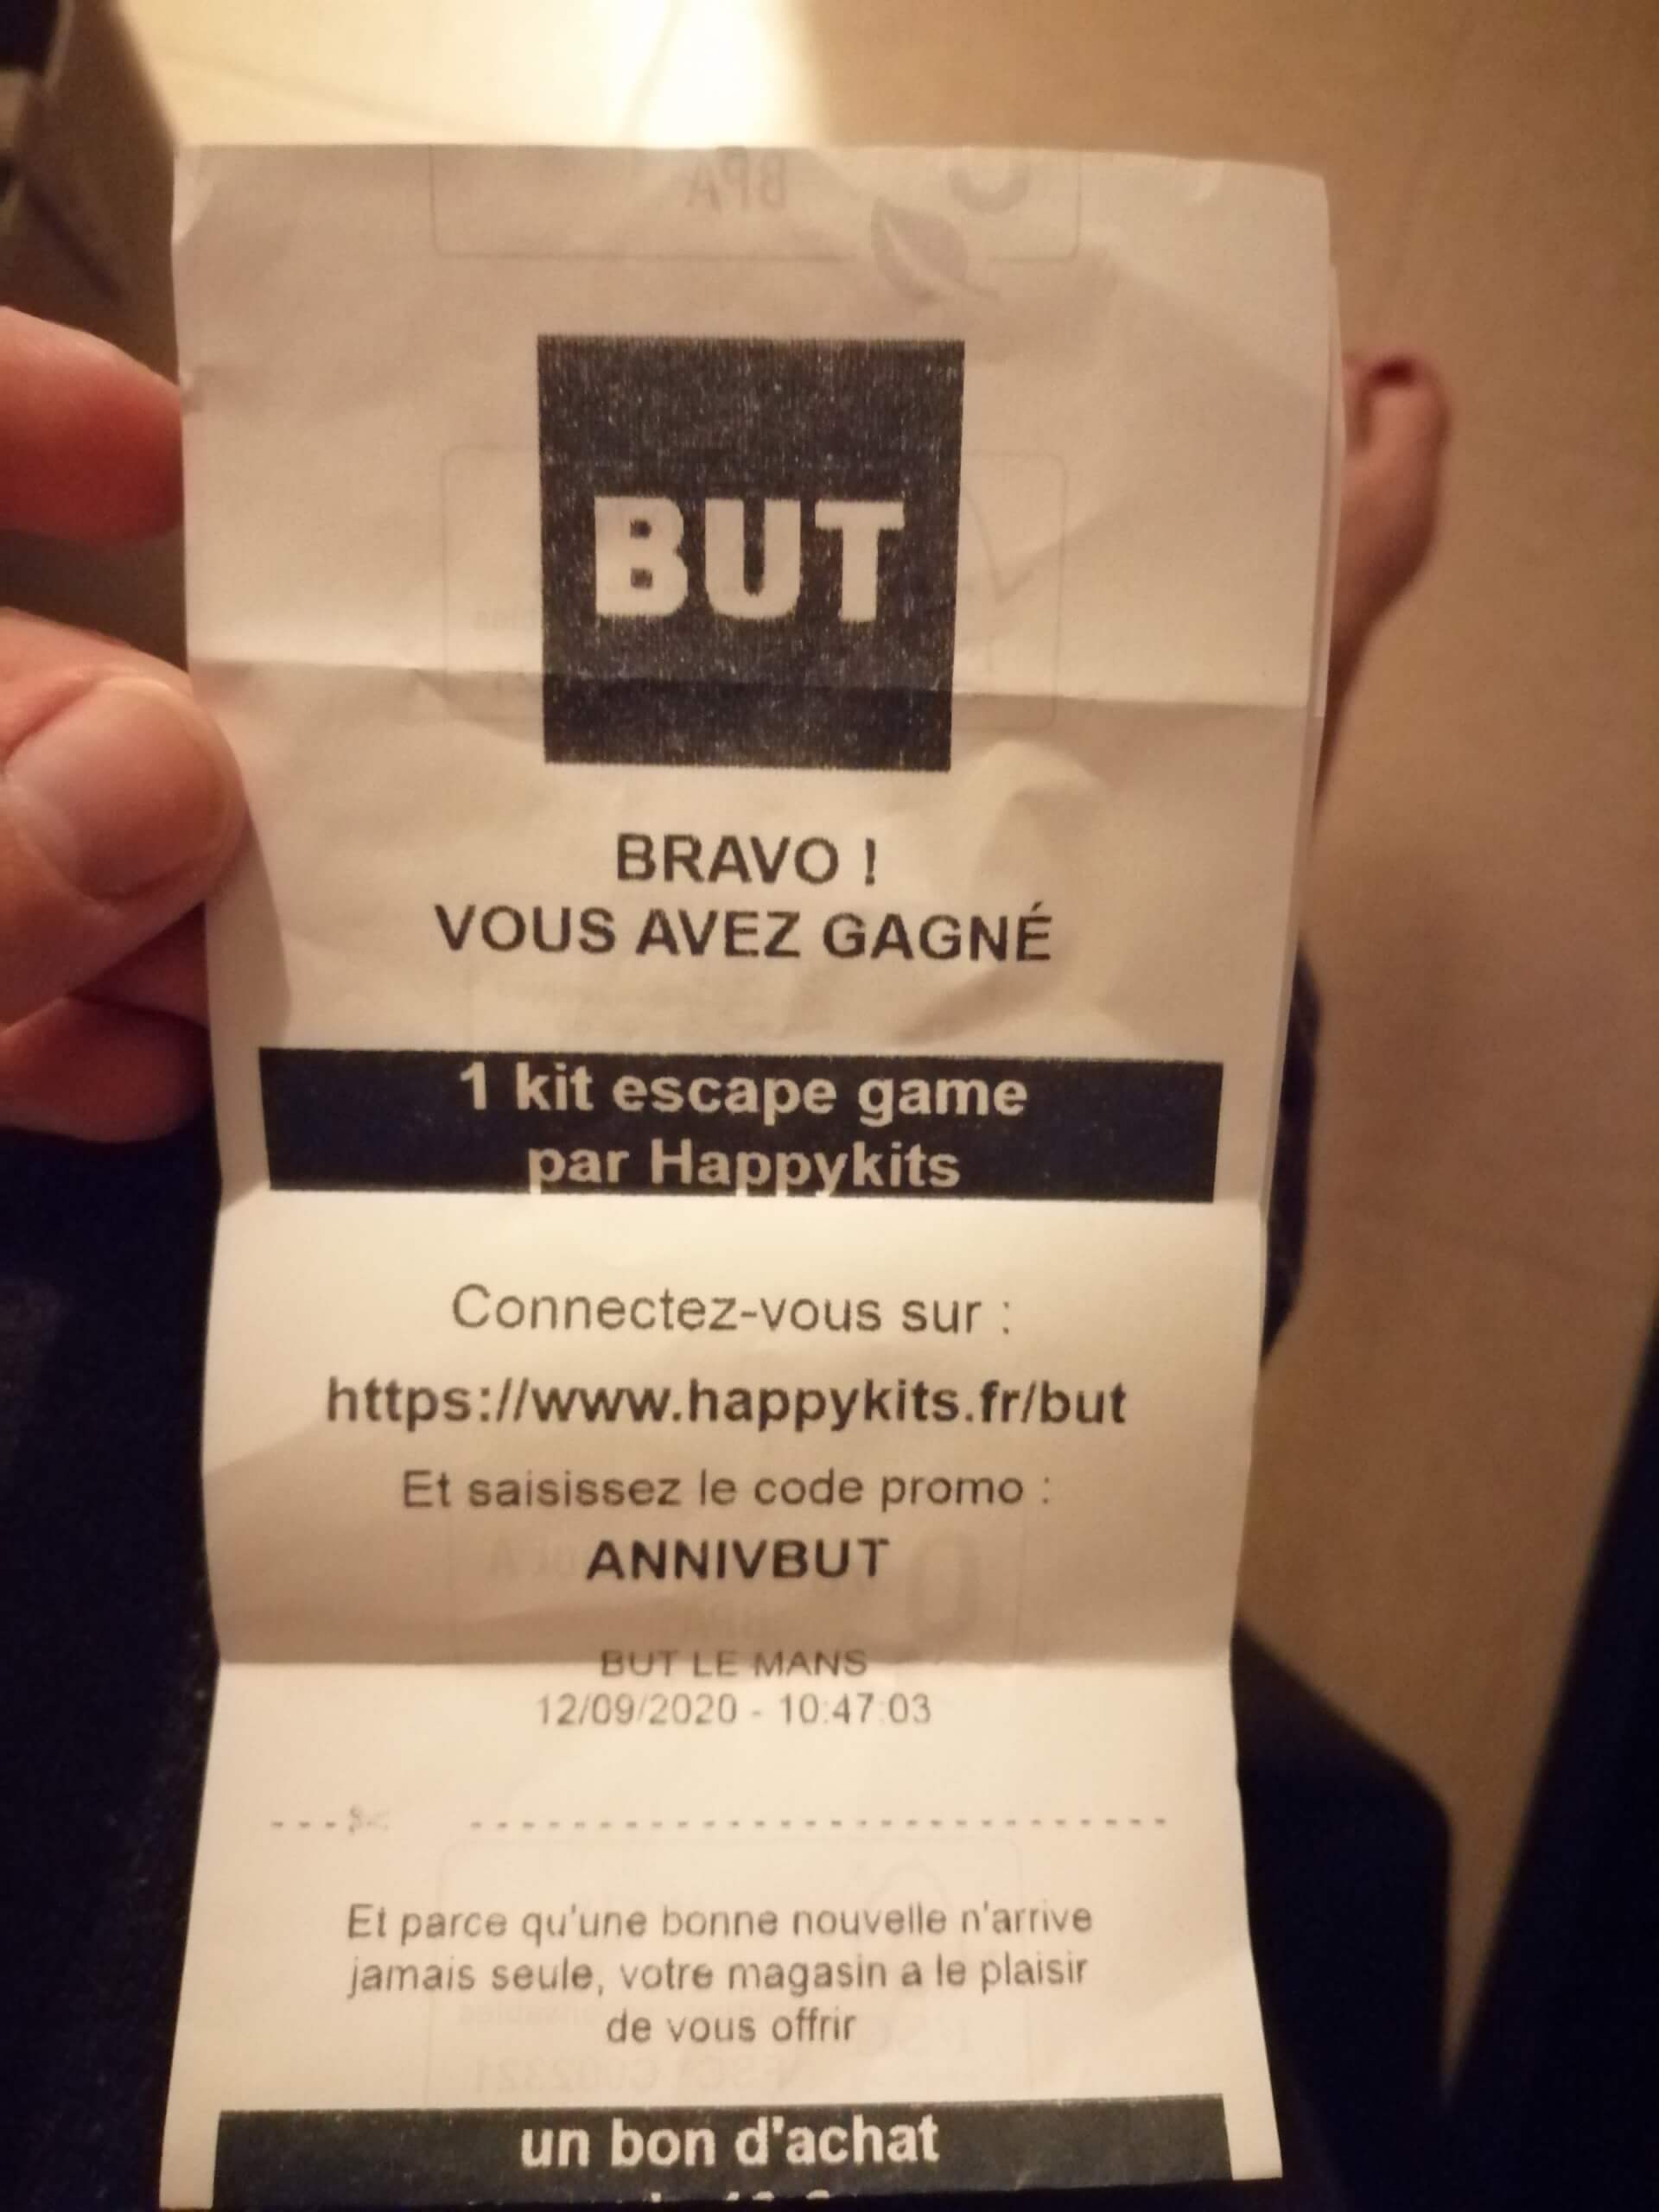 BPA
BUT
BRAVO !
VOUS AVEZ GAGNÉ
1 kit escape game
par Happykits
Connectez-vous sur :
https://www.happykits.fr/but
Et saisissez le code promo :
ANNIVBUT
BUT LE MANS
12/09/2020 - 10:47:03
Et parce qu'une bonne nouvelle n'arrive
jamais seule, votre magasin a le plaisir
de vous offrir
un bon d'achat